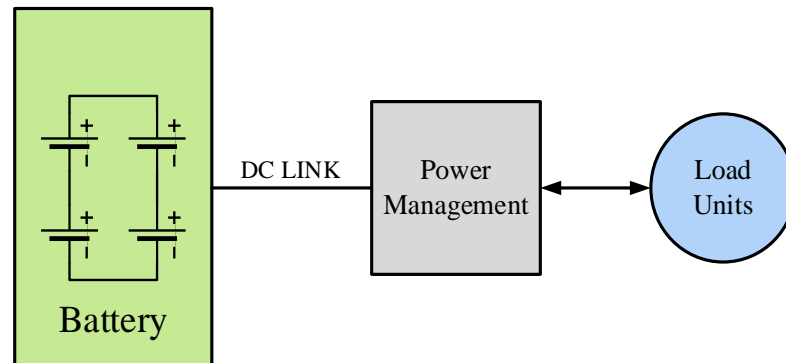 +
+
DC LINK
Power
Management
Load
Units
+
+
Battery